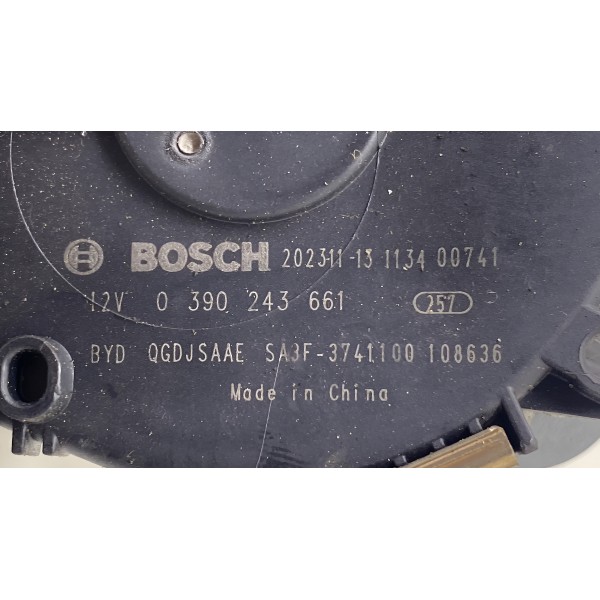 BOSCH 202311-13 1134 00741
12V 0 390 243 661 257
BYD QGDJSAAE SA3F-3741100 108636
Made in China